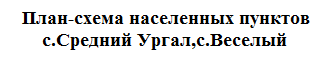 План-схема населенных пунктов
с.Средний Ургал,с.Веселый